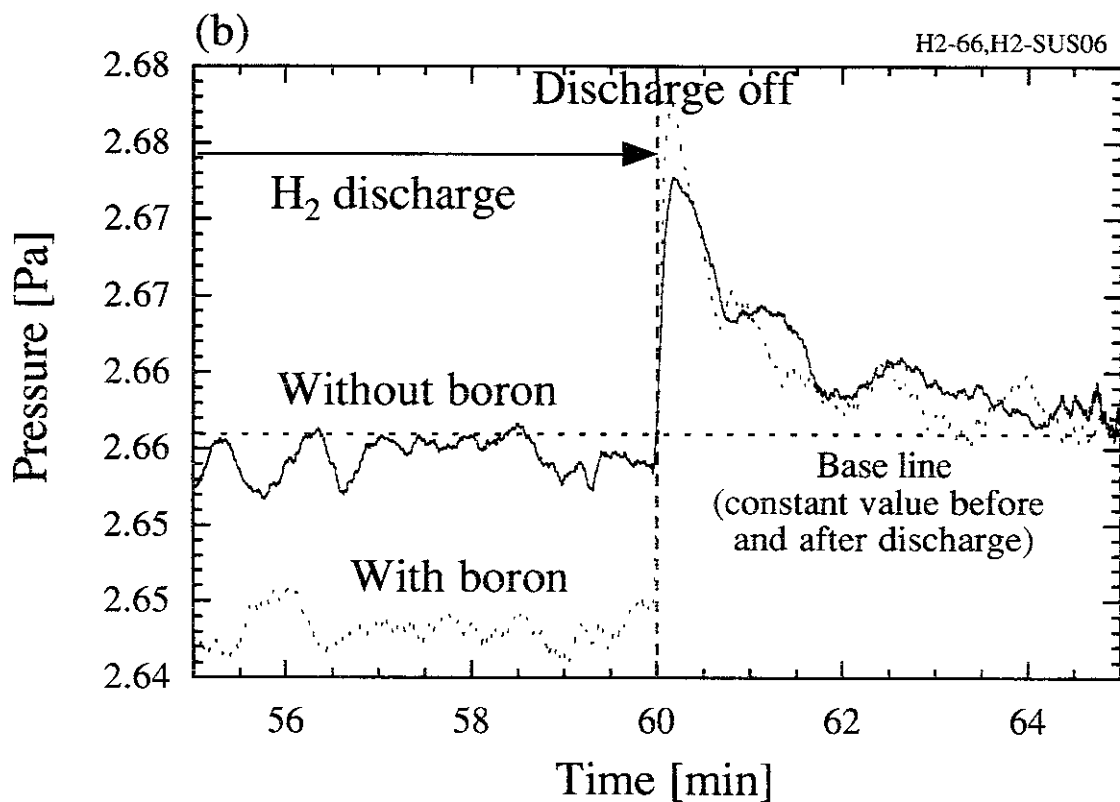 (b)
H2-66,H2-SUS06
2.68
Discharge off
2.68
H₂ discharge
2.67
2.67
2.66
Without boron
2.66
Base line
(constant value before
and after discharge)
2.65
With boron
2.65
2.64
Pressure [Pa]
56 58 60 62 64
Time [min]